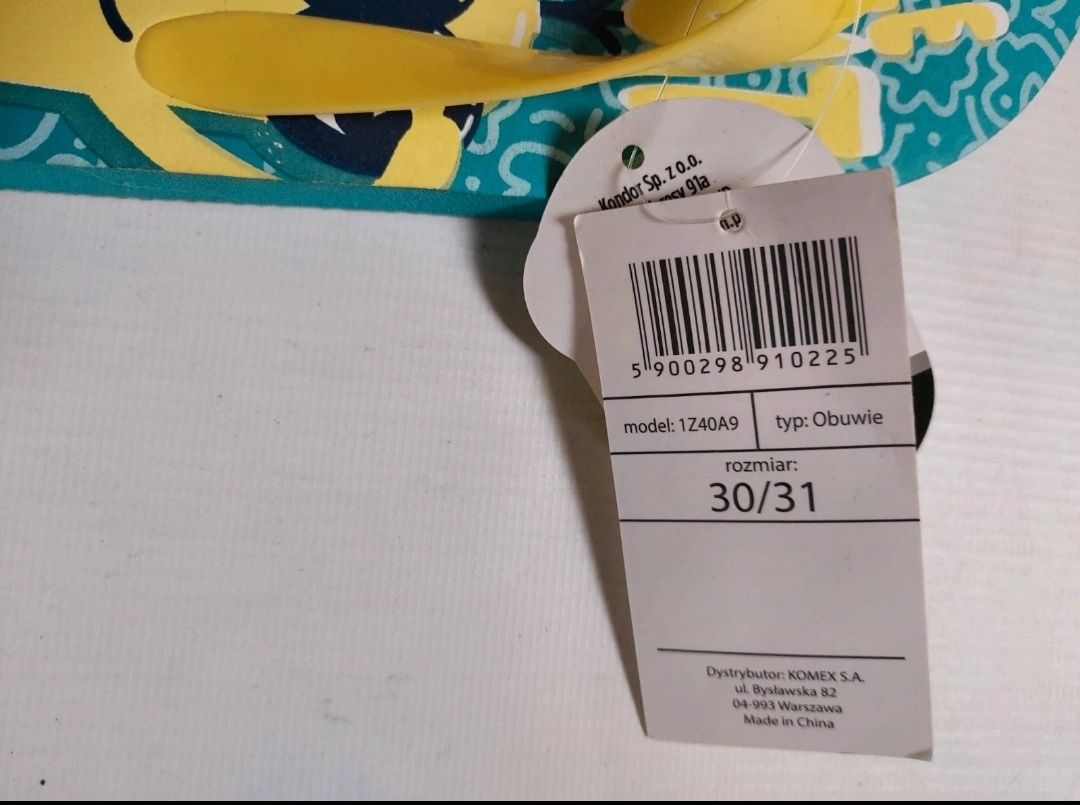 Kondor Sp. z o.o.
91a
n.p
5 900298 910225
model: 1Z40A9
typ: Obuwie
rozmiar:
30/31
Dystrybutor: KOMEX S.A.
ul. Bysławska 82
04-993 Warszawa
Made in China